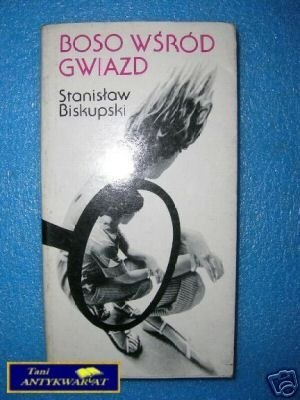 BOSO WŚRÓD
GWIAZD
Stanisław
Biskupski
Tani
ANTYKWARIAT